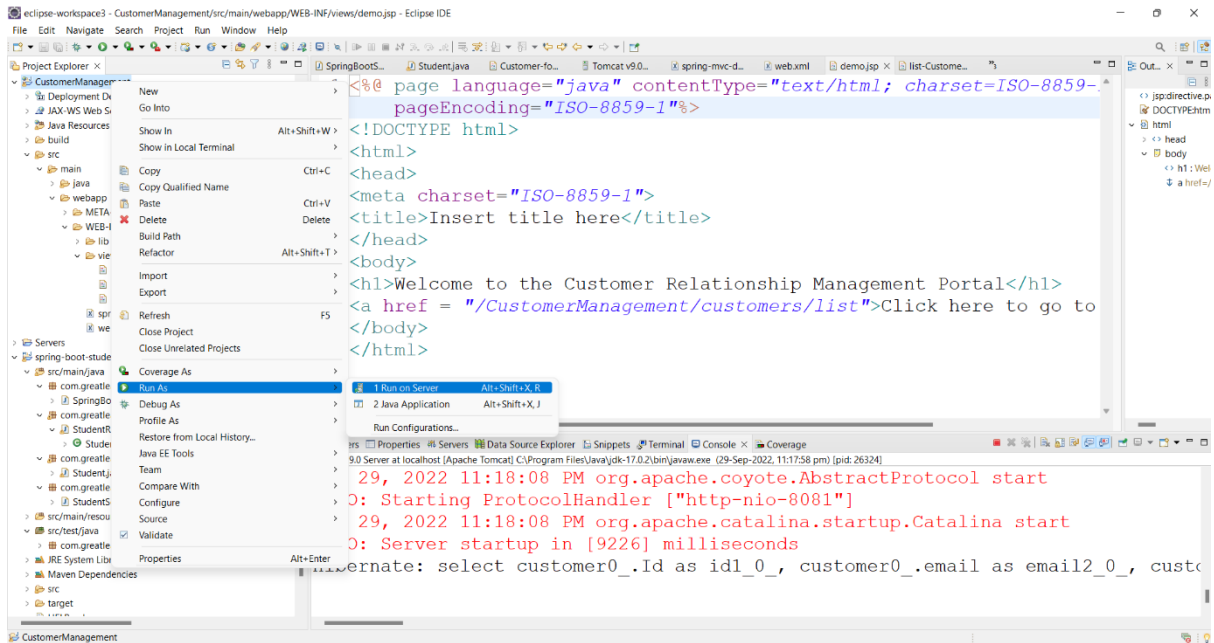 eclipse-workspace3 - CustomerManagement/src/main/webapp/WEB-INF/views/demo.jsp - Eclipse IDE
File Edit Navigate Search Project Run Window Help
Project Explorer ×
SpringBootS... Student.java Customer-fo... Tomcat v9.0... spring-mvc-d... web.xml demo.jsp × list-Custome...
Out... ×
CustomerManagement
Deployment De
JAX-WS Web S
Java Resources
build
src
main
java
webapp
META-
WEB-I
lib
vie
spr
we
Servers
spring-boot-stude
src/main/java
com.greatle
SpringBo
com.greatle
StudentR
Studer
com.greatle
Student.j
com.greatle
StudentS
src/main/resou
src/test/java
com.greatle
JRE System Libr
Maven Dependencies
src
target
New
Go Into
Show In Alt+Shift+W
Show in Local Terminal
Copy Ctrl+C
Copy Qualified Name
Paste Ctrl+V
Delete Delete
Build Path
Refactor Alt+Shift+T
Import
Export
Refresh F5
Close Project
Close Unrelated Projects
Coverage As
Run As
Debug As
Profile As
Restore from Local History...
Java EE Tools
Team
Compare With
Configure
Source
Validate
Properties Alt+Enter
1 Run on Server Alt+Shift+X, R
2 Java Application Alt+Shift+X, J
Run Configurations...
<%@ page language="java" contentType="text/html; charset=ISO-8859-
pageEncoding="ISO-8859-1"%>
<!DOCTYPE html>
<html>
<head>
<meta charset="ISO-8859-1">
<title>Insert title here</title>
</head>
<body>
<h1>Welcome to the Customer Relationship Management Portal</h1>
<a href = "/CustomerManagement/customers/list">Click here to go to
</body>
</html>
jsp:directive.pa
DOCTYPE:htm
html
head
body
h1 : Wel
a href=/
ers Properties Servers Data Source Explorer Snippets Terminal Console × Coverage
9.0 Server at localhost [Apache Tomcat] C:\Program Files\Java\jdk-17.0.2\bin\javaw.exe (29-Sep-2022, 11:17:58 pm) [pid: 26324]
29, 2022 11:18:08 PM org.apache.coyote.AbstractProtocol start
O: Starting ProtocolHandler ["http-nio-8081"]
29, 2022 11:18:08 PM org.apache.catalina.startup.Catalina start
O: Server startup in [9226] milliseconds
Hibernate: select customer0_.Id as id1_0_, customer0_.email as email2_0_, custo
CustomerManagement